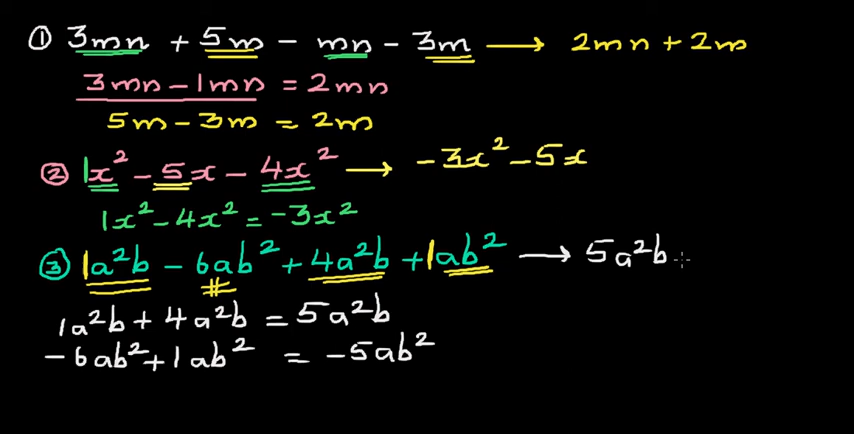 ① 3mn + 5m - mn - 3m ⟶ 2mn + 2m
3mn - 1mn = 2mn
5m - 3m = 2m
② 1x² - 5x - 4x² ⟶ -3x² - 5x
1x² - 4x² = -3x²
③ 1a²b - 6ab² + 4a²b + 1ab² ⟶ 5a²b
1a²b + 4a²b = 5a²b
-6ab² + 1ab² = -5ab²